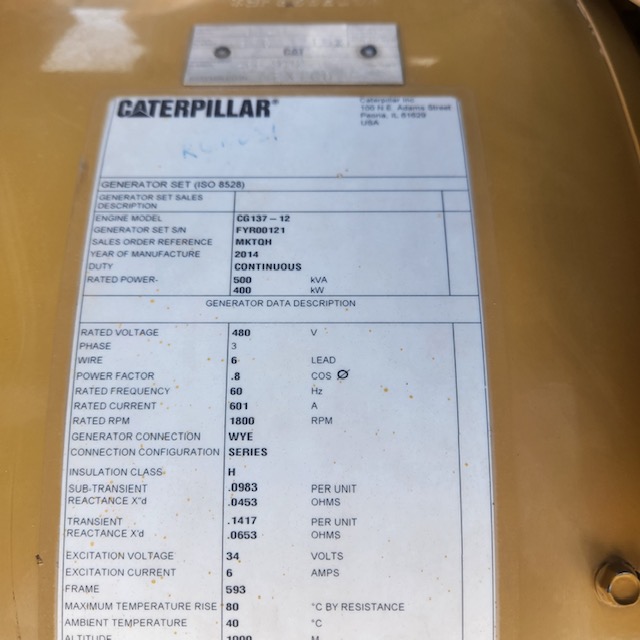 CAT
CATERPILLAR®
Caterpillar Inc.
100 N.E. Adams Street
Peoria, IL 61629
USA
GENERATOR SET (ISO 8528)
GENERATOR SET SALES
DESCRIPTION
ENGINE MODEL CG137-12
GENERATOR SET S/N FYR00121
SALES ORDER REFERENCE MKTQH
YEAR OF MANUFACTURE 2014
DUTY CONTINUOUS
RATED POWER- 500 kVA
400 kW
GENERATOR DATA DESCRIPTION
RATED VOLTAGE 480 V
PHASE 3
WIRE 6 LEAD
POWER FACTOR .8 COS Ø
RATED FREQUENCY 60 Hz
RATED CURRENT 601 A
RATED RPM 1800 RPM
GENERATOR CONNECTION WYE
CONNECTION CONFIGURATION SERIES
INSULATION CLASS H
SUB-TRANSIENT .0983 PER UNIT
REACTANCE X"d .0453 OHMS
TRANSIENT .1417 PER UNIT
REACTANCE X'd .0653 OHMS
EXCITATION VOLTAGE 34 VOLTS
EXCITATION CURRENT 6 AMPS
FRAME 593
MAXIMUM TEMPERATURE RISE 80 °C BY RESISTANCE
AMBIENT TEMPERATURE 40 °C
ALTITUDE 1000 M